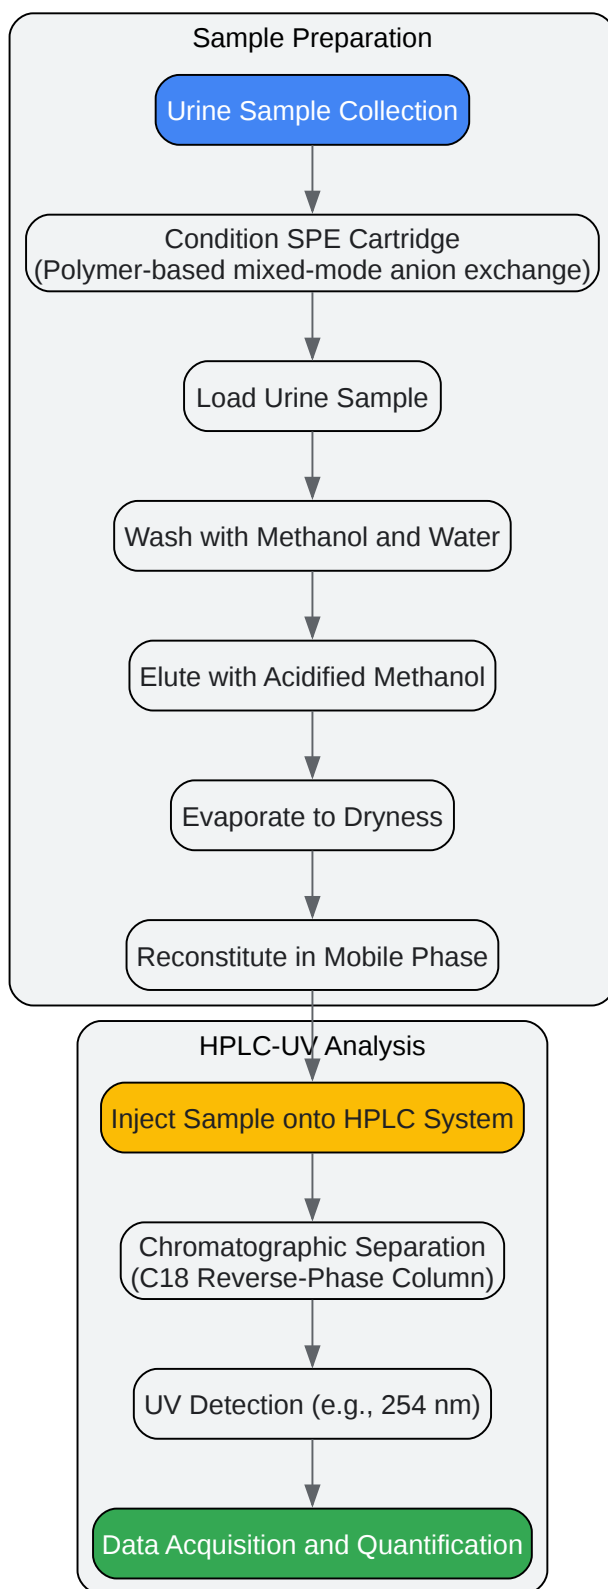 Sample Preparation
Urine Sample Collection
Condition SPE Cartridge
(Polymer-based mixed-mode anion exchange)
Load Urine Sample
Wash with Methanol and Water
Elute with Acidified Methanol
Evaporate to Dryness
Reconstitute in Mobile Phase
HPLC-UV Analysis
Inject Sample onto HPLC System
Chromatographic Separation
(C18 Reverse-Phase Column)
UV Detection (e.g., 254 nm)
Data Acquisition and Quantification